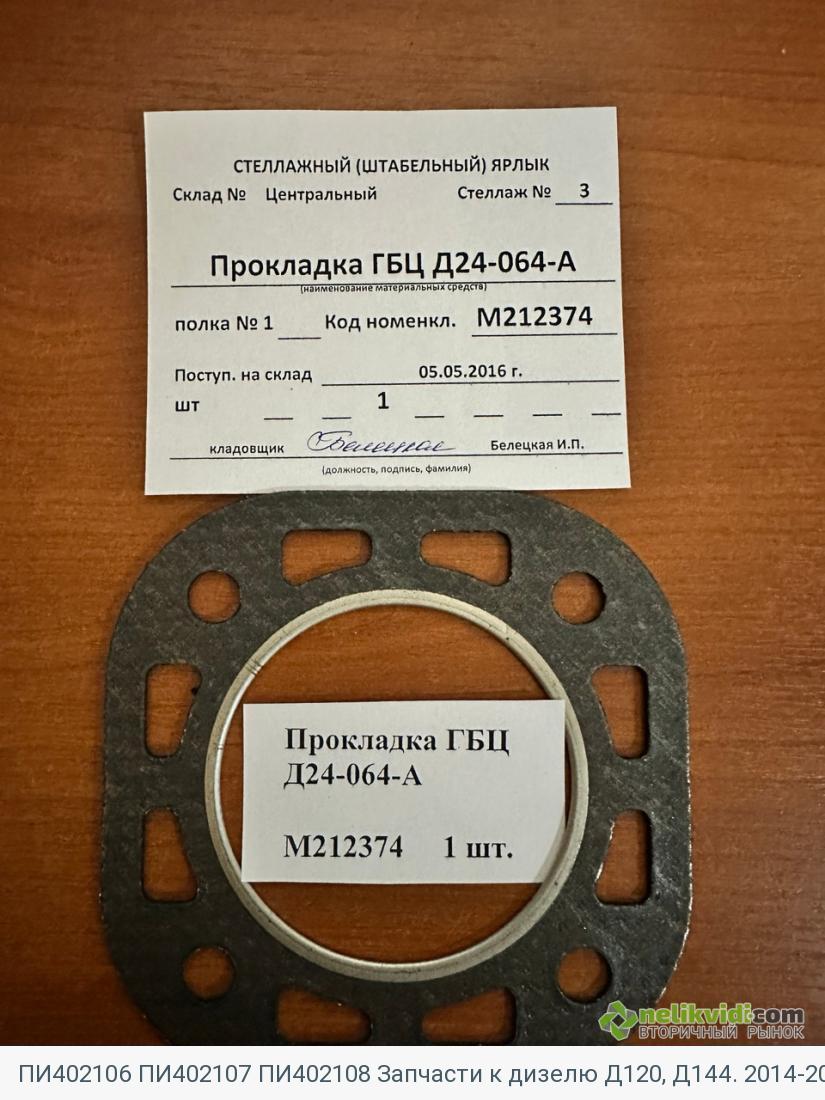 СТЕЛЛАЖНЫЙ (ШТАБЕЛЬНЫЙ) ЯРЛЫК
Склад № Центральный Стеллаж № 3
Прокладка ГБЦ Д24-064-А
(наименование материальных средств)
полка № 1 Код номенкл. М212374
Поступ. на склад 05.05.2016 г.
шт 1
кладовщик Белецкая Белецкая И.П.
(должность, подпись, фамилия)
Прокладка ГБЦ
Д24-064-А
М212374 1 шт.
nelikvidi.com
ВТОРИЧНЫЙ РЫНОК
ПИ402106 ПИ402107 ПИ402108 Запчасти к дизелю Д120, Д144. 2014-20